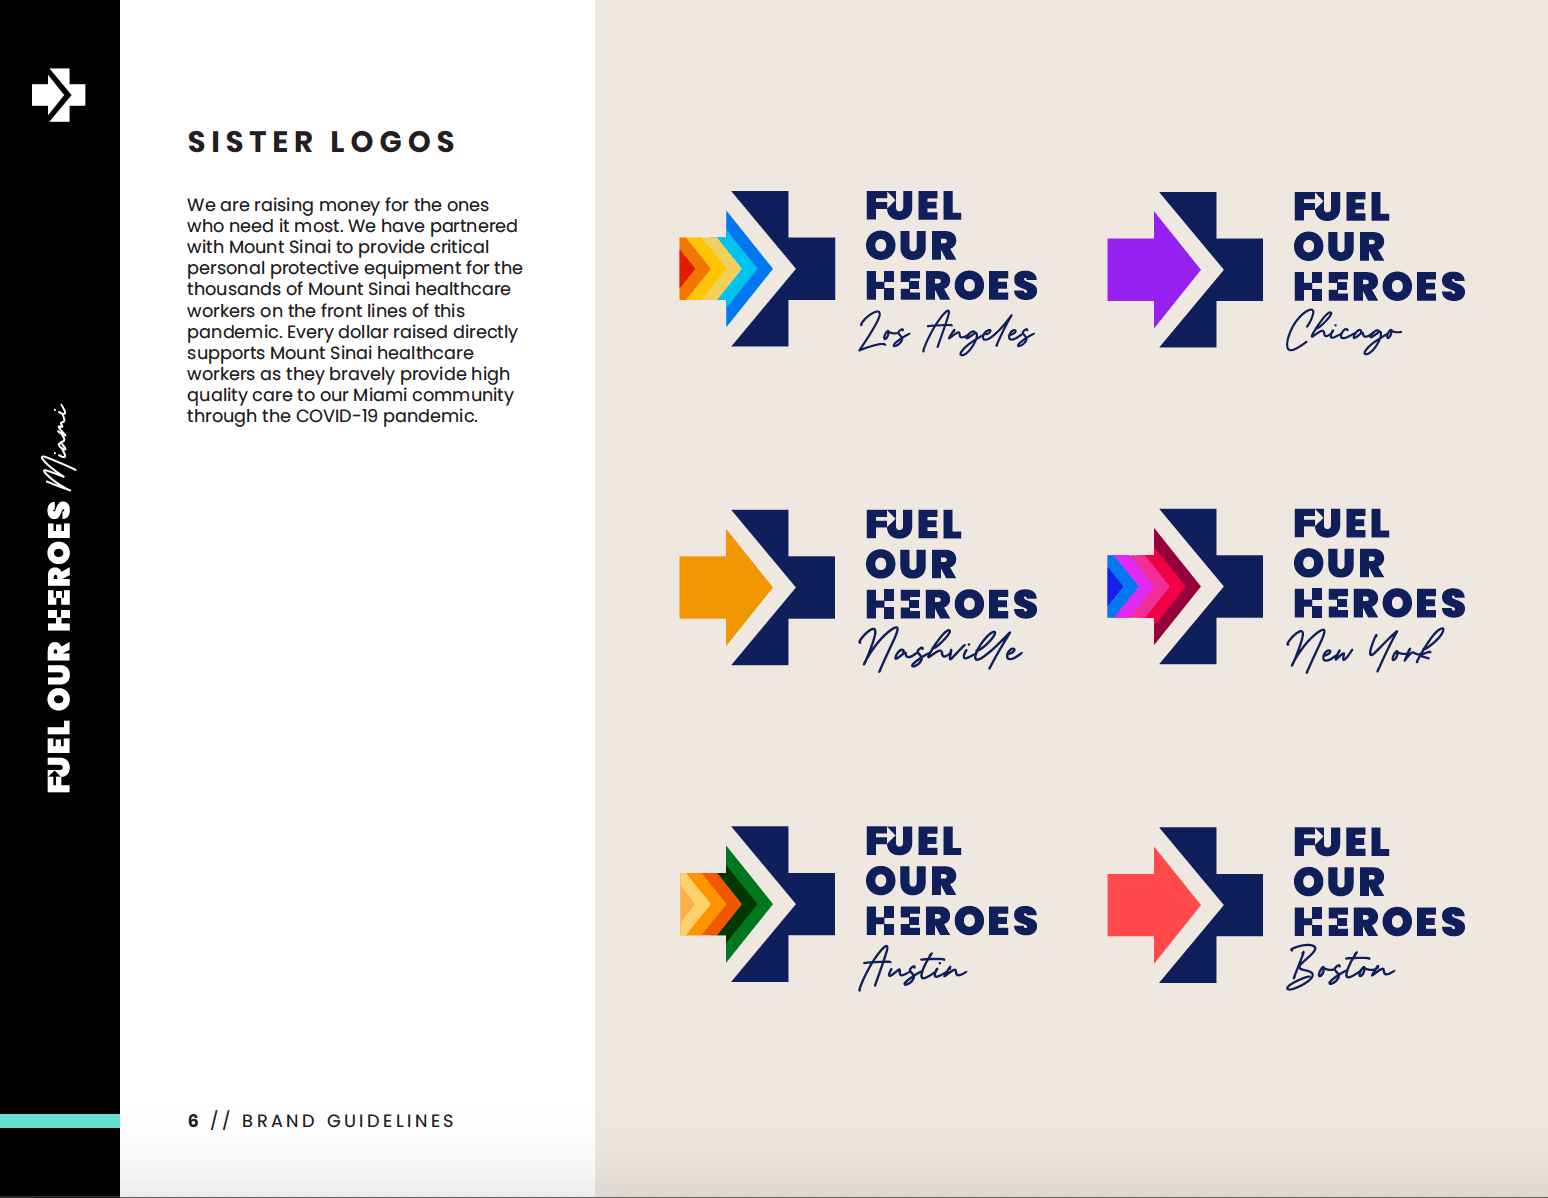 FUEL OUR HEROES Miami
SISTER LOGOS
We are raising money for the ones
who need it most. We have partnered
with Mount Sinai to provide critical
personal protective equipment for the
thousands of Mount Sinai healthcare
workers on the front lines of this
pandemic. Every dollar raised directly
supports Mount Sinai healthcare
workers as they bravely provide high
quality care to our Miami community
through the COVID-19 pandemic.
6 // BRAND GUIDELINES
FUEL
OUR
HEROES
Los Angeles
FUEL
OUR
HEROES
Chicago
FUEL
OUR
HEROES
Nashville
FUEL
OUR
HEROES
New York
FUEL
OUR
HEROES
Austin
FUEL
OUR
HEROES
Boston